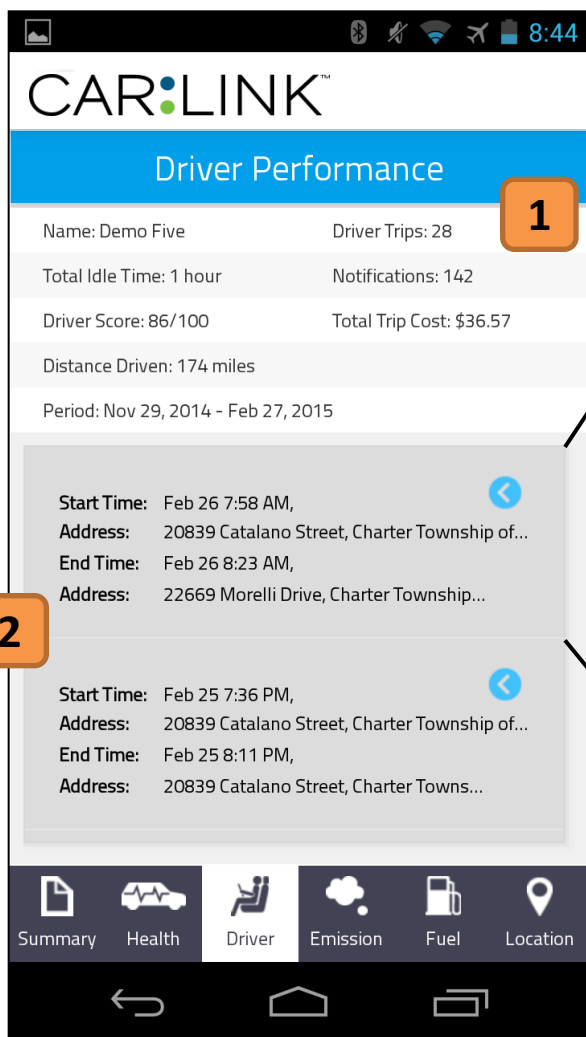 8:44
CAR:LINK™
Driver Performance
1
Name: Demo Five Driver Trips: 28
Total Idle Time: 1 hour Notifications: 142
Driver Score: 86/100 Total Trip Cost: $36.57
Distance Driven: 174 miles
Period: Nov 29, 2014 - Feb 27, 2015
Start Time: Feb 26 7:58 AM,
Address: 20839 Catalano Street, Charter Township of...
End Time: Feb 26 8:23 AM,
Address: 22669 Morelli Drive, Charter Township...
2
Start Time: Feb 25 7:36 PM,
Address: 20839 Catalano Street, Charter Township of...
End Time: Feb 25 8:11 PM,
Address: 20839 Catalano Street, Charter Towns...
Summary Health Driver Emission Fuel Location